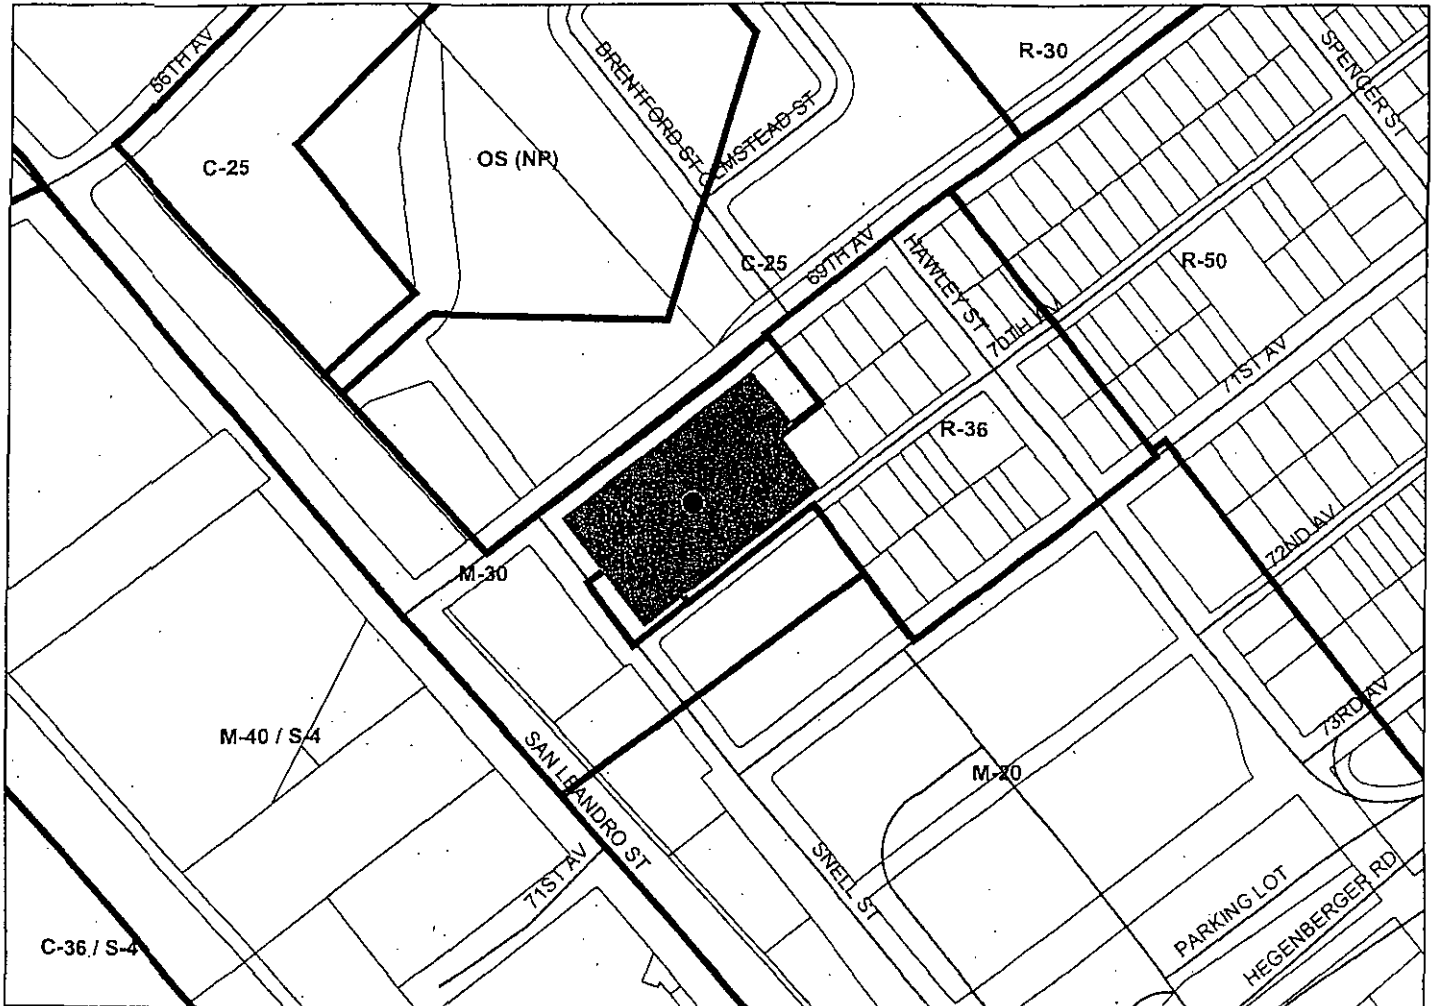 R-30
SPENCER ST
66TH AV
BRENTFORD ST
OLMSTEAD ST
C-25
OS (NP)
C-25
69TH AV
HAWLEY ST
R-50
70TH AV
71ST AV
R-36
72ND AV
M-30
73RD AV
M-40 / S-4
SAN LEANDRO ST
M-20
SNELL ST
71ST AV
PARKING LOT
HEGENBERGER RD
C-36 / S-4